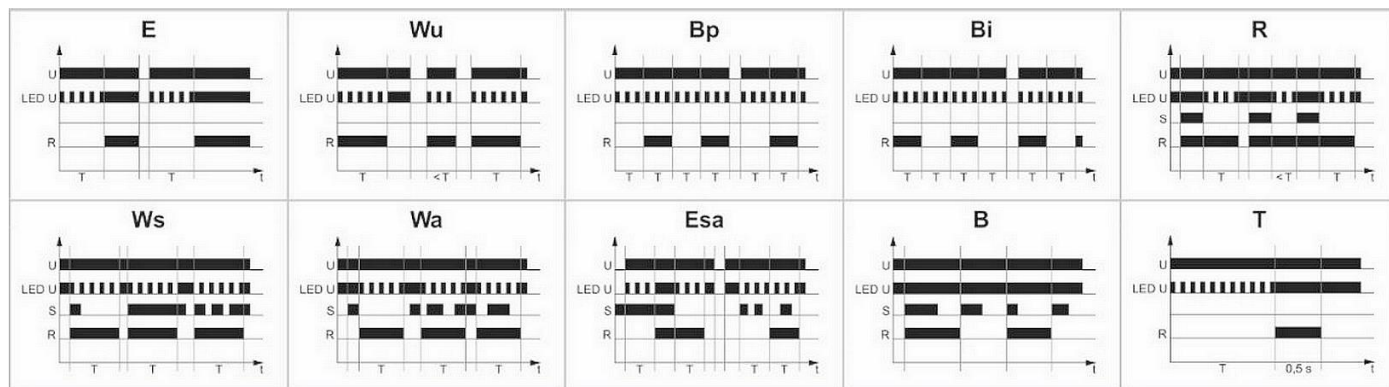 E Wu Bp Bi R
U U U U U
LED U LED U LED U LED U LED U
S
R R R R R
T T t <T T t T T T T T T t T T T T T T t T <T T t
Ws Wa Esa B T
U U U U U
LED U LED U LED U LED U LED U
S S S S
R R R R R
T T T t T T T t T T T t t T 0,5 s t